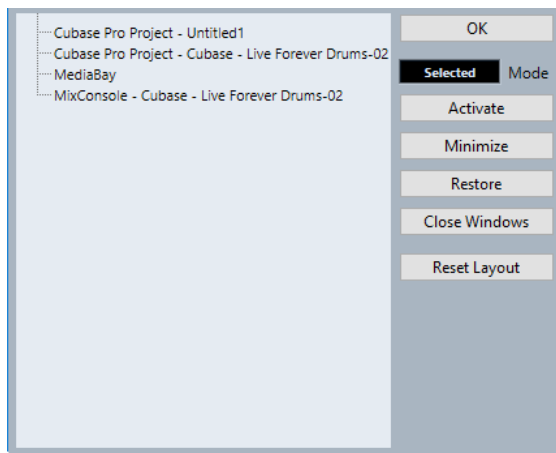 Cubase Pro Project - Untitled1
Cubase Pro Project - Cubase - Live Forever Drums-02
MediaBay
MixConsole - Cubase - Live Forever Drums-02
OK
Selected Mode
Activate
Minimize
Restore
Close Windows
Reset Layout